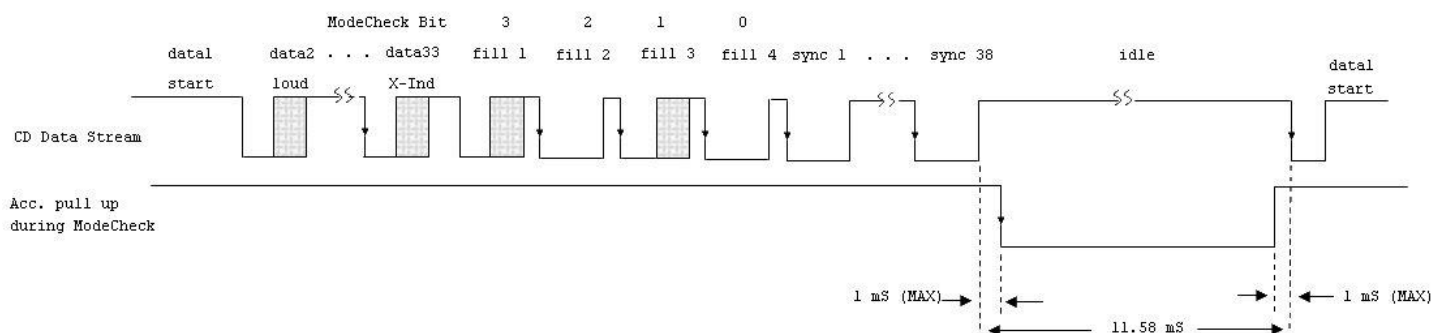 ModeCheck Bit 3 2 1 0
data1 data2 . . . data33 fill 1 fill 2 fill 3 fill 4 sync 1 . . . sync 38 idle data1
start loud X-Ind start
CD Data Stream
Acc. pull up
during ModeCheck
1 mS (MAX) 1 mS (MAX)
11.58 mS